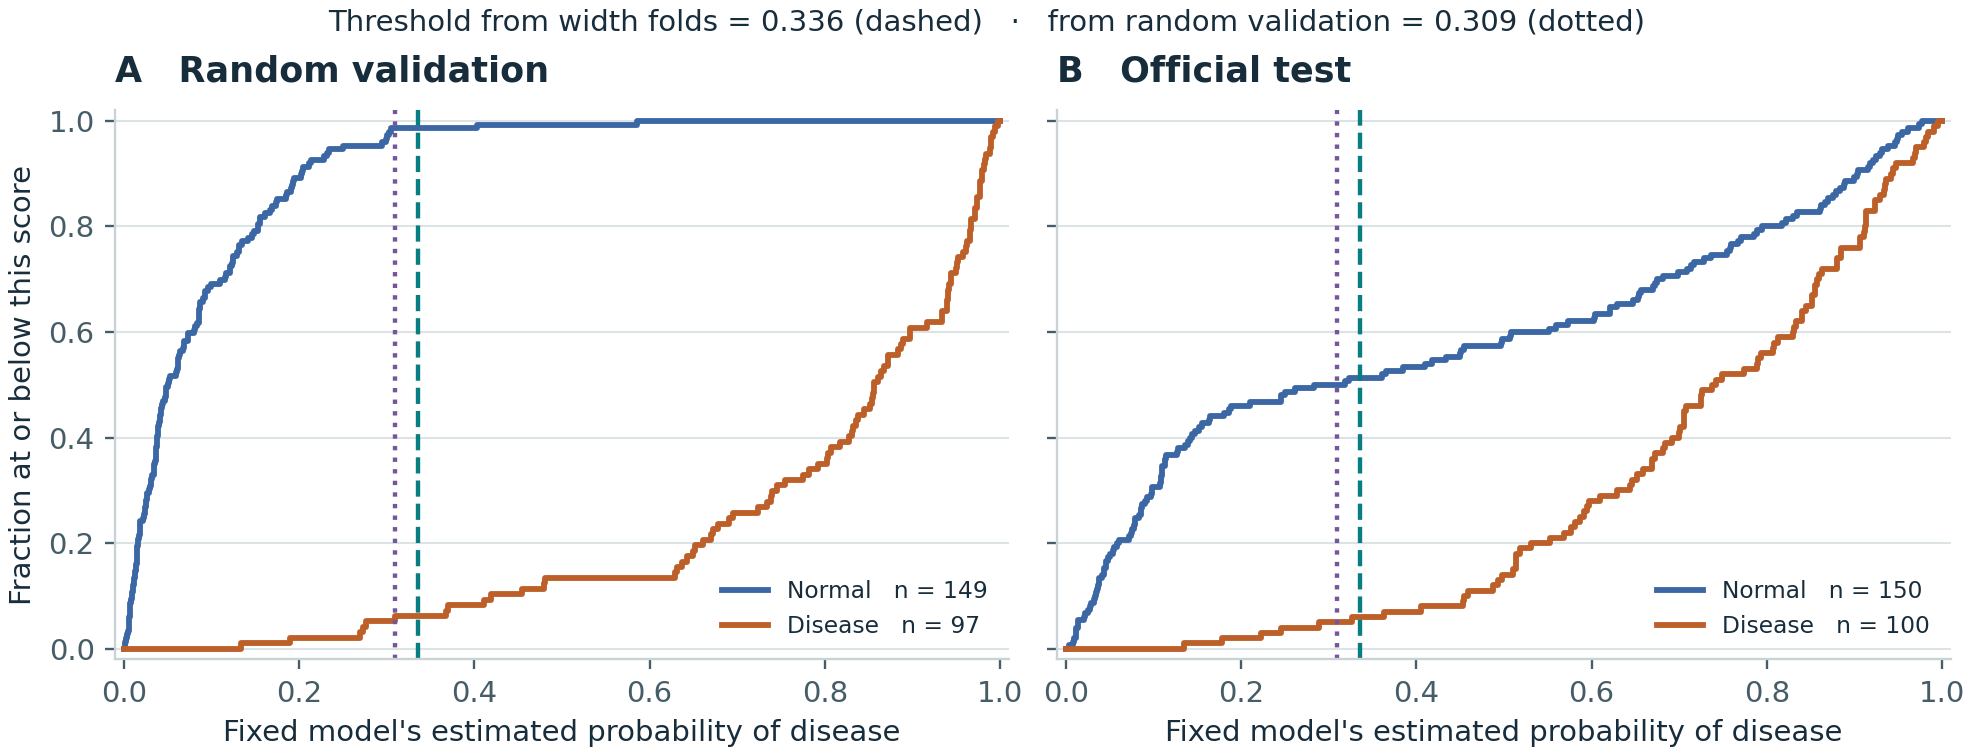 Threshold from width folds = 0.336 (dashed) · from random validation = 0.309 (dotted)
A Random validation
Fraction at or below this score
1.0
0.8
0.6
0.4
0.2
0.0
Normal n = 149
Disease n = 97
0.0 0.2 0.4 0.6 0.8 1.0
Fixed model's estimated probability of disease
B Official test
Normal n = 150
Disease n = 100
0.0 0.2 0.4 0.6 0.8 1.0
Fixed model's estimated probability of disease